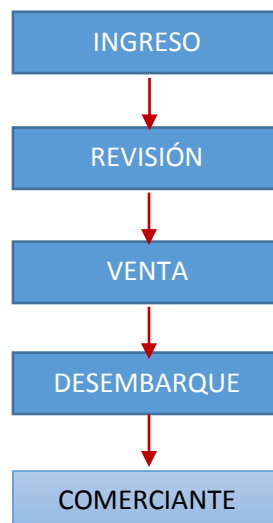 INGRESO
REVISIÓN
VENTA
DESEMBARQUE
COMERCIANTE